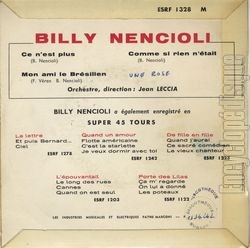 ESRF 1328 M
BILLY NENCIOLI
Ce n'est plus
(B. Nencioli)
Comme si rien n'était
(B. Nencioli)
Mon ami le Brésilien
(F. Véran B. Nencioli)
UNE ROSE
Orchestre, direction : Jean LECCIA
BILLY NENCIOLI a également enregistré en
SUPER 45 TOURS
La lettre
Et puis Bernard...
Ciel
ESRF 1278
Quand un amour
Flotte américaine
C'est la starlette
Je veux dormir avec toi
ESRF 1242
De fille en fille
Quand j'aurai
Ce sacré comédien
Le vieux chanteur
L'épouvantail
Le long des rues
Cannes
Quand on est seul
ESRF 1203
Porte des Lilas
Ça m'regarde
On lui a donné
Les poteaux
ESRF 1122
LES INDUSTRIES MUSICALES ET ELECTRIQUES PATHE-MARCONI